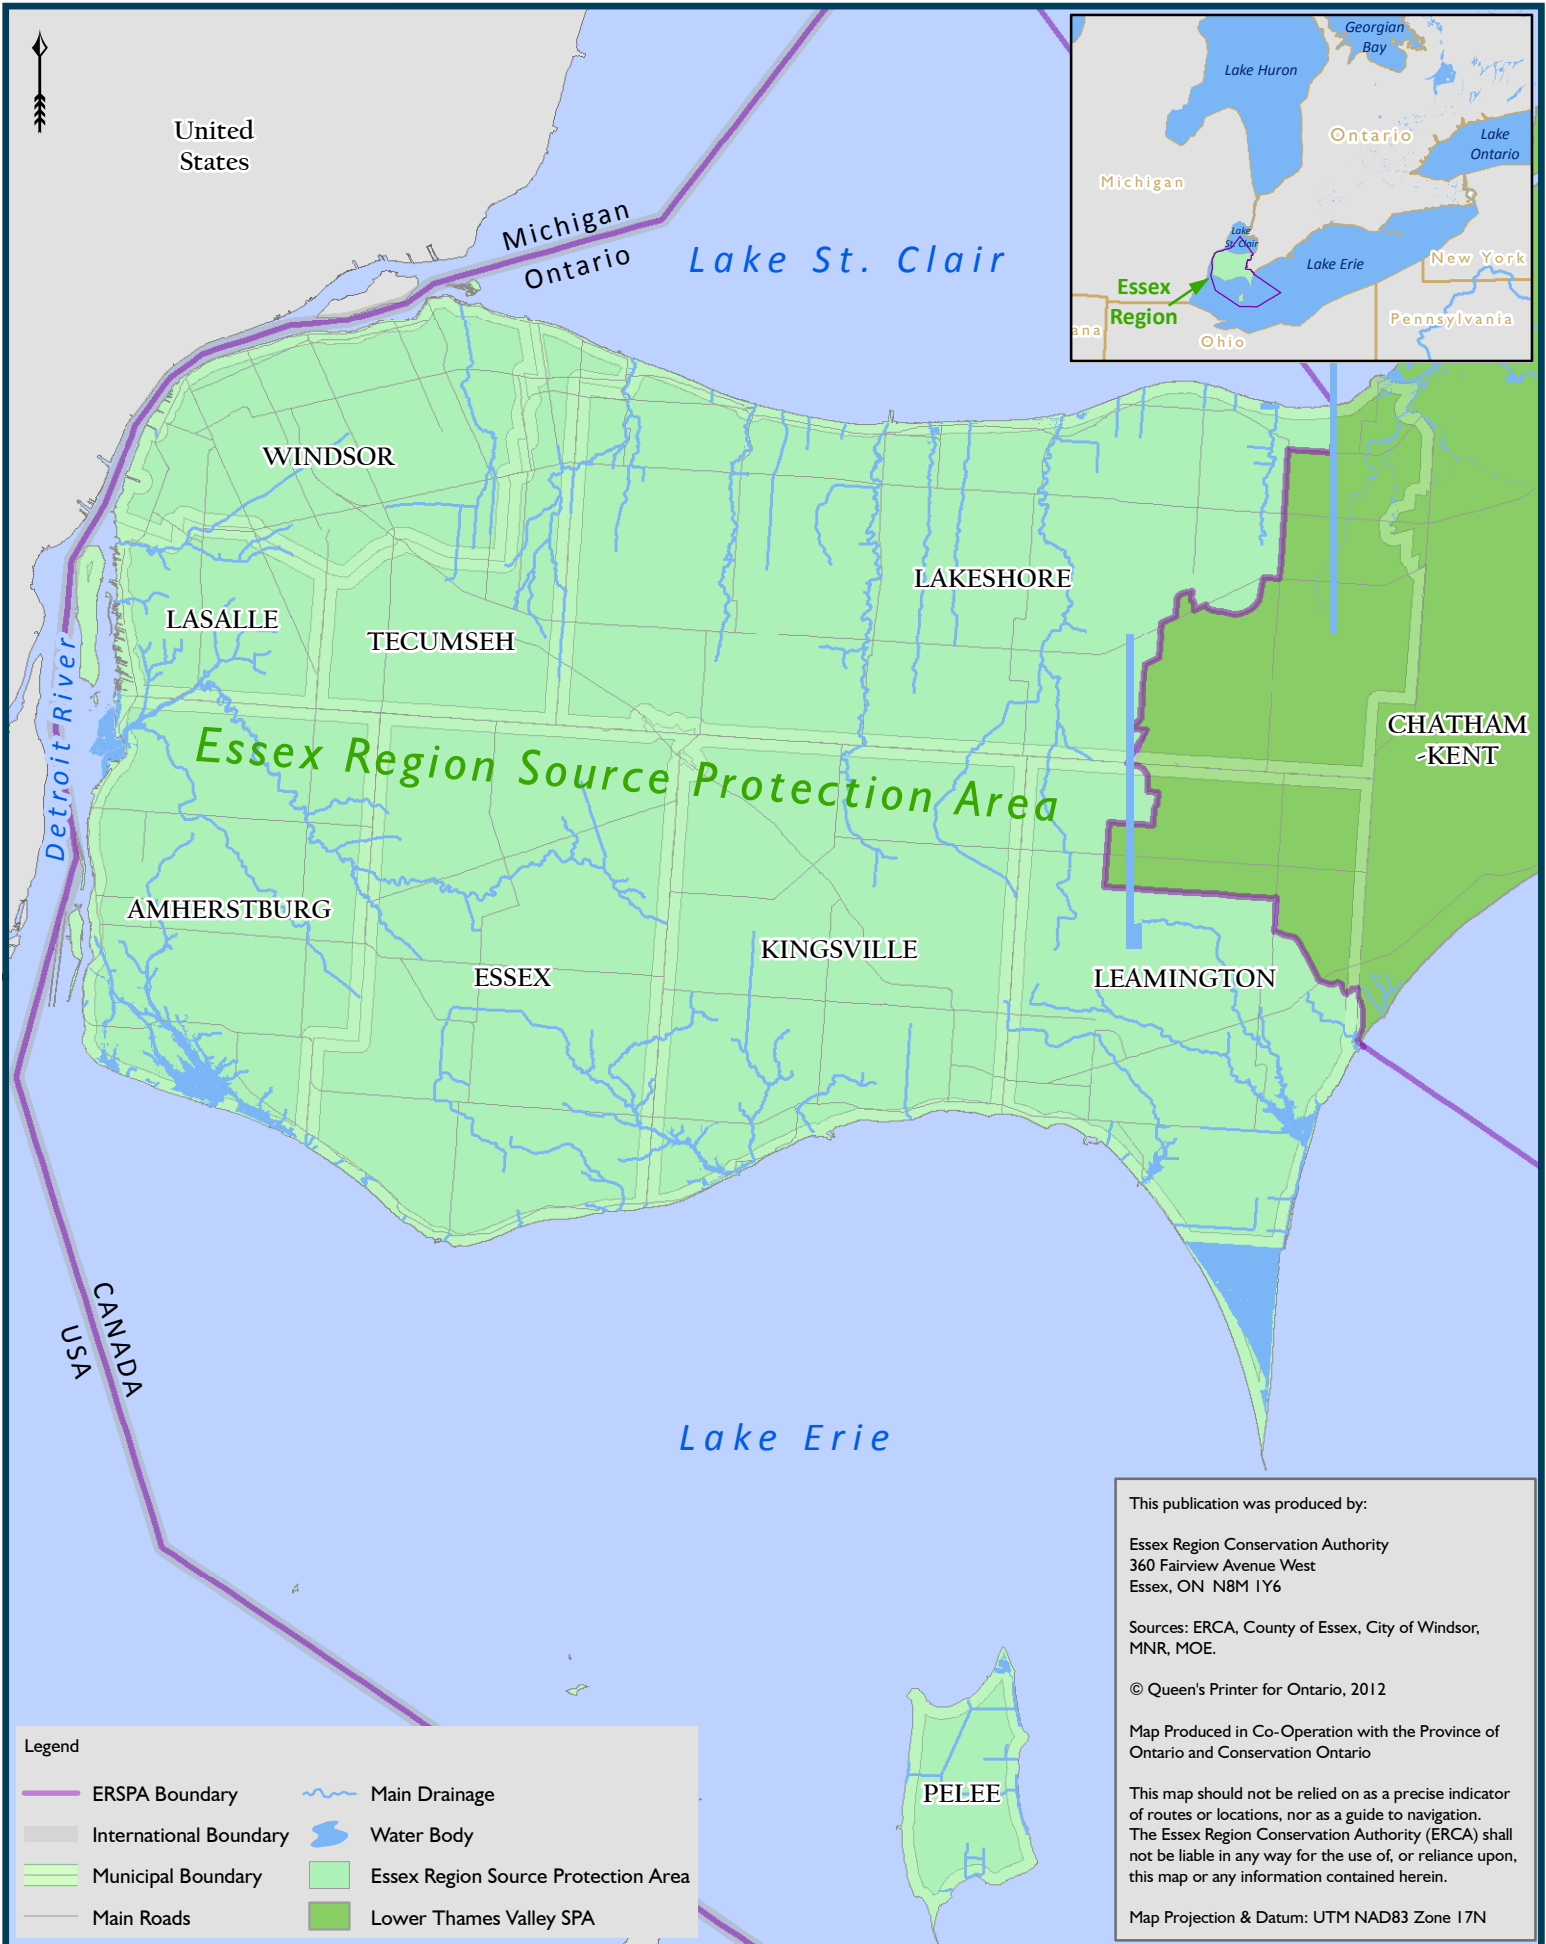 United
States
Michigan
Ontario
Lake St. Clair
Georgian
Bay
Lake Huron
Ontario
Lake
Ontario
Michigan
Lake
St. Clair
Lake Erie
New York
Essex
Region
Pennsylvania
ana
Ohio
WINDSOR
LAKESHORE
LASALLE
TECUMSEH
Detroit River
CHATHAM
-KENT
Essex Region Source Protection Area
AMHERSTBURG
KINGSVILLE
ESSEX
LEAMINGTON
CANADA
USA
Lake Erie
PELEE
This publication was produced by:
Essex Region Conservation Authority
360 Fairview Avenue West
Essex, ON N8M 1Y6
Sources: ERCA, County of Essex, City of Windsor,
MNR, MOE.
© Queen's Printer for Ontario, 2012
Map Produced in Co-Operation with the Province of
Ontario and Conservation Ontario
This map should not be relied on as a precise indicator
of routes or locations, nor as a guide to navigation.
The Essex Region Conservation Authority (ERCA) shall
not be liable in any way for the use of, or reliance upon,
this map or any information contained herein.
Map Projection & Datum: UTM NAD83 Zone 17N
Legend
ERSPA Boundary
International Boundary
Municipal Boundary
Main Roads
Main Drainage
Water Body
Essex Region Source Protection Area
Lower Thames Valley SPA